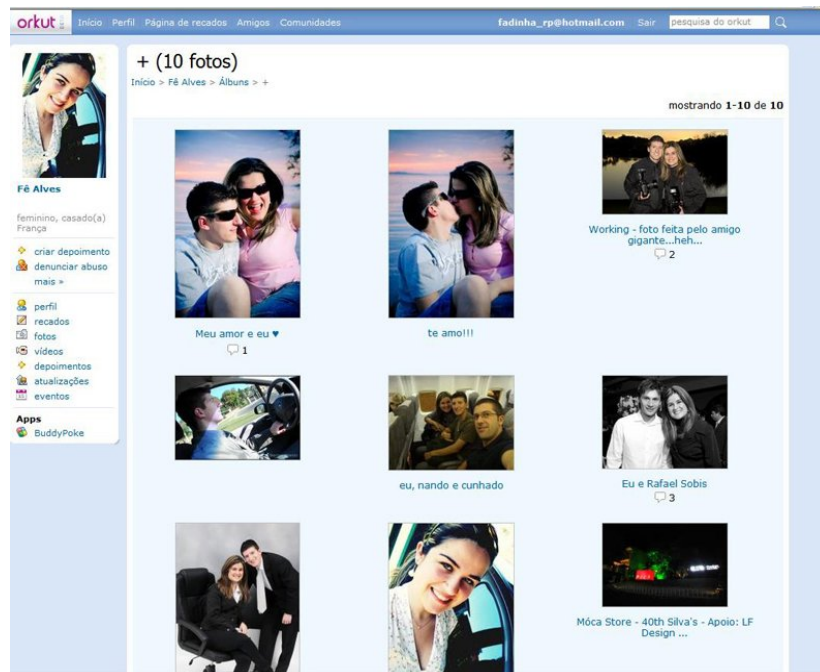 orkut BETA
Início Perfil Página de recados Amigos Comunidades
fadinha_rp@hotmail.com Sair pesquisa do orkut
+ (10 fotos)
Início > Fê Alves > Álbuns > +
mostrando 1-10 de 10
Fê Alves
feminino, casado(a)
França
criar depoimento
denunciar abuso
mais »
perfil
recados
fotos
vídeos
depoimentos
atualizações
eventos
Apps
BuddyPoke
Meu amor e eu ♥
1
te amo!!!
Working - foto feita pelo amigo
gigante...heh...
2
eu, nando e cunhado
Eu e Rafael Sobis
3
Móca Store - 40th Silva's - Apoio: LF
Design ...